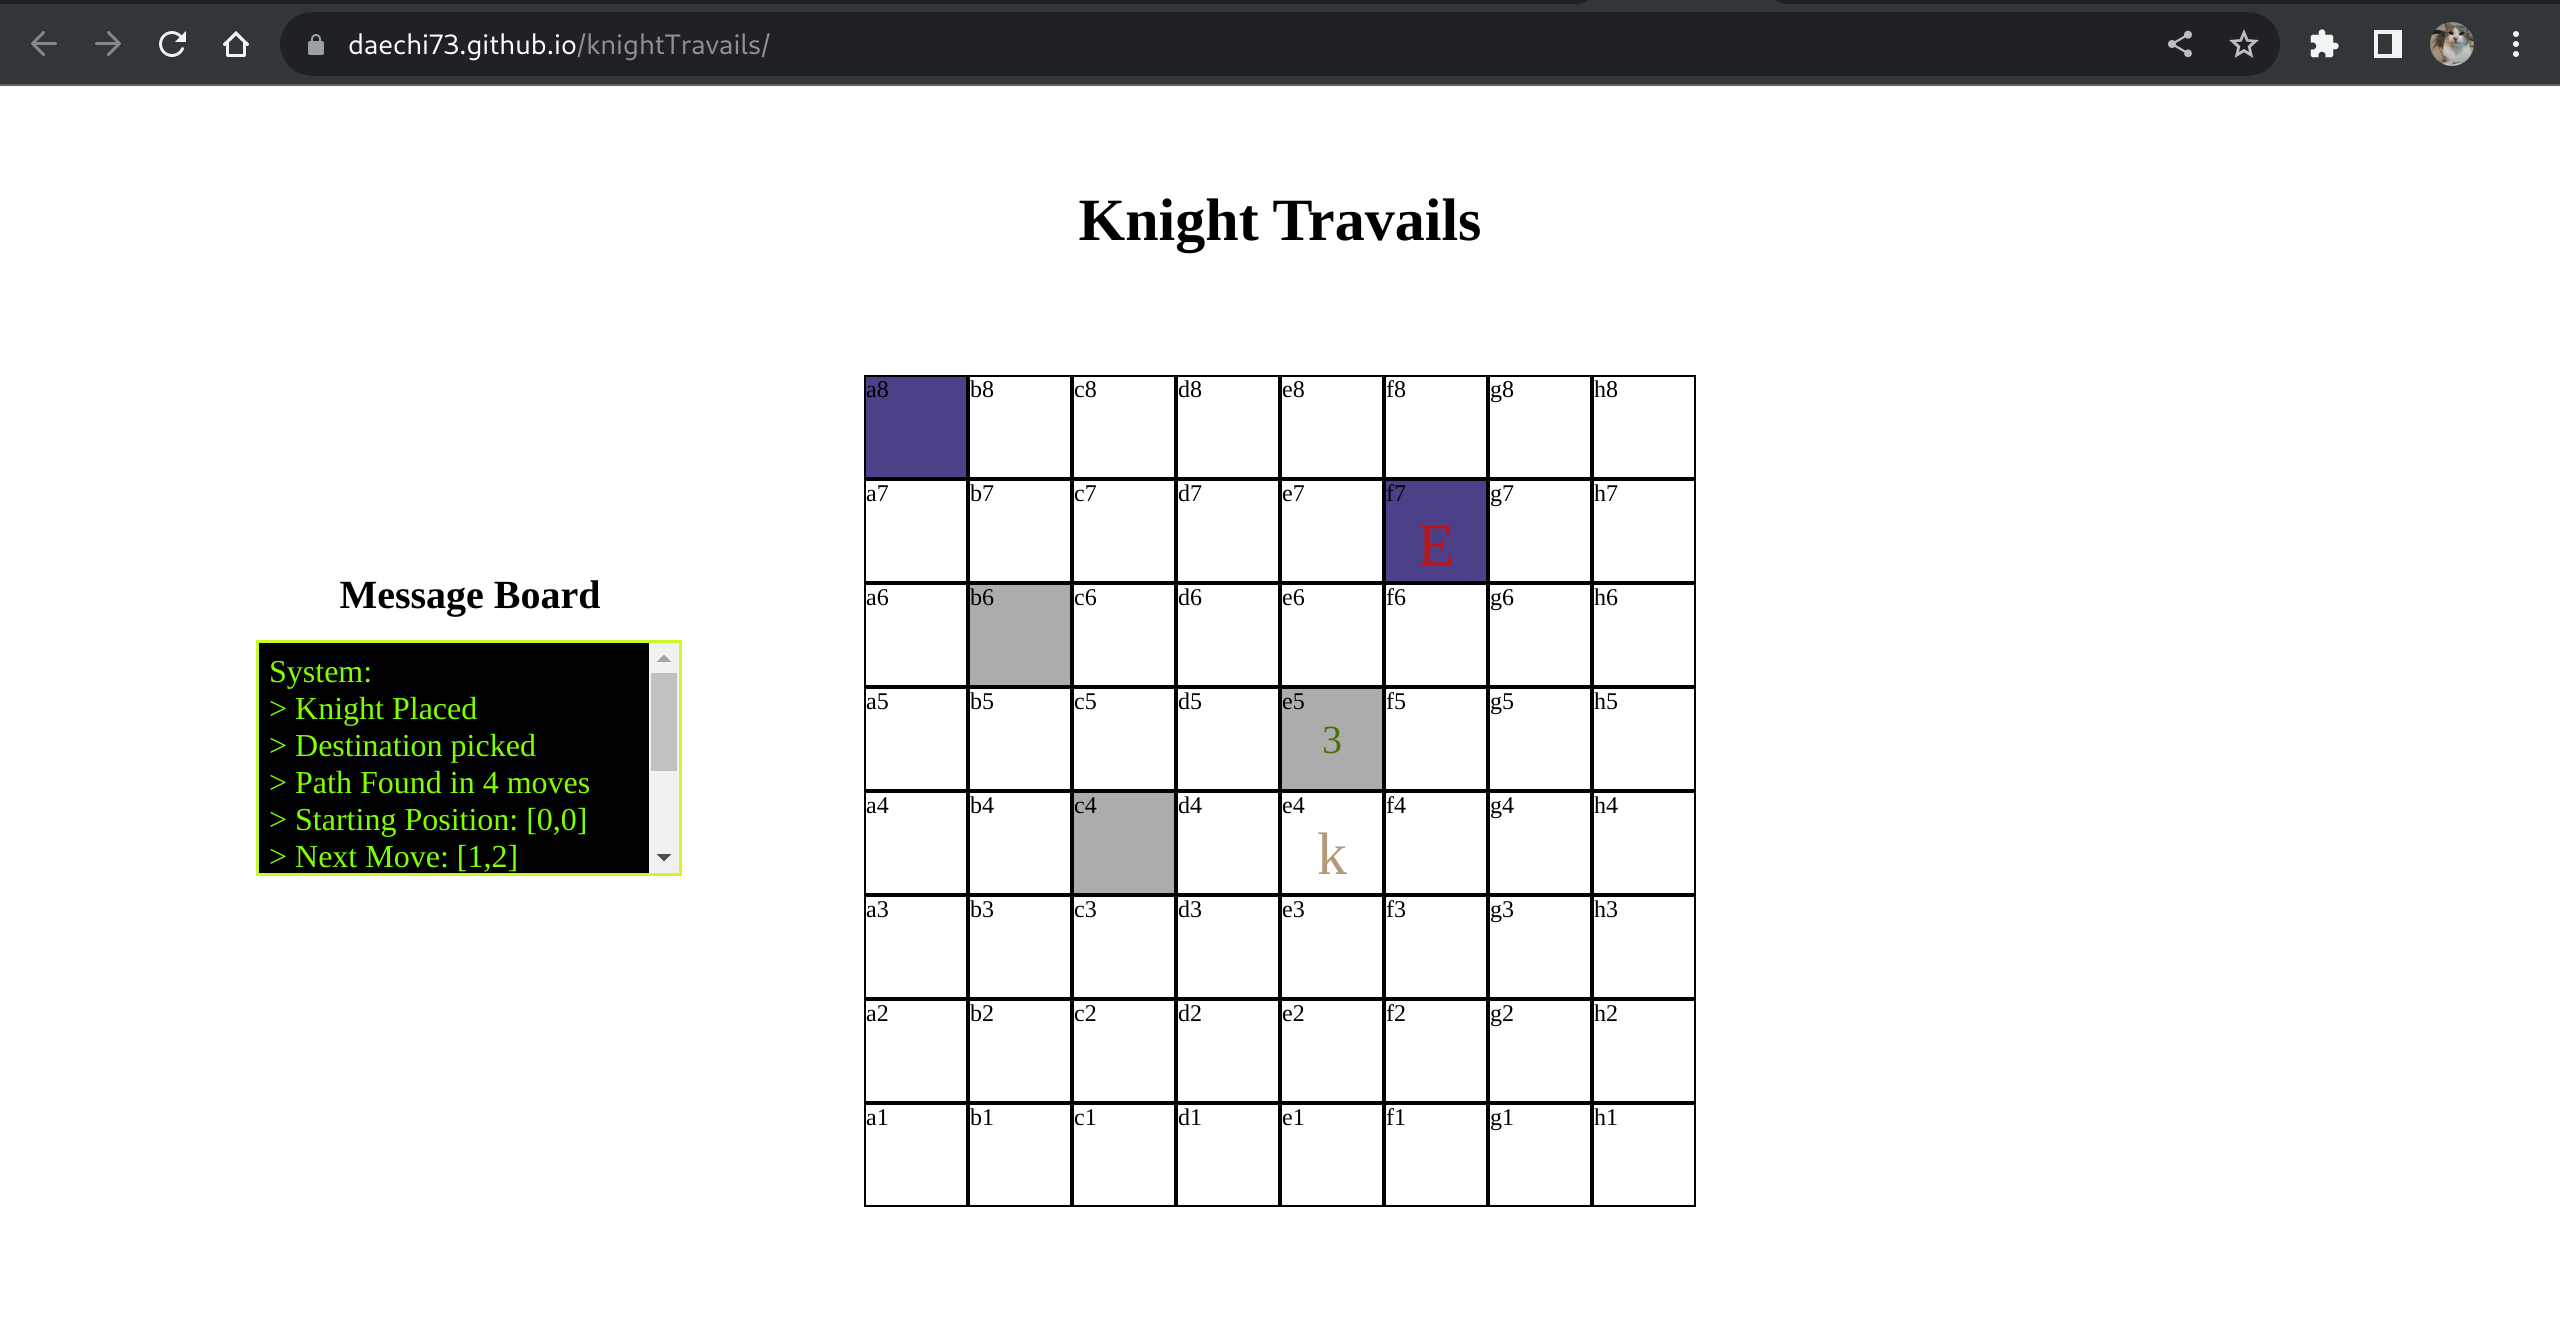 daechi73.github.io/knightTravails/
Knight Travails
Message Board
System:
> Knight Placed
> Destination picked
> Path Found in 4 moves
> Starting Position: [0,0]
> Next Move: [1,2]
a8 b8 c8 d8 e8 f8 g8 h8
a7 b7 c7 d7 e7 f7 g7 h7
E
a6 b6 c6 d6 e6 f6 g6 h6
a5 b5 c5 d5 e5 f5 g5 h5
3
a4 b4 c4 d4 e4 f4 g4 h4
k
a3 b3 c3 d3 e3 f3 g3 h3
a2 b2 c2 d2 e2 f2 g2 h2
a1 b1 c1 d1 e1 f1 g1 h1